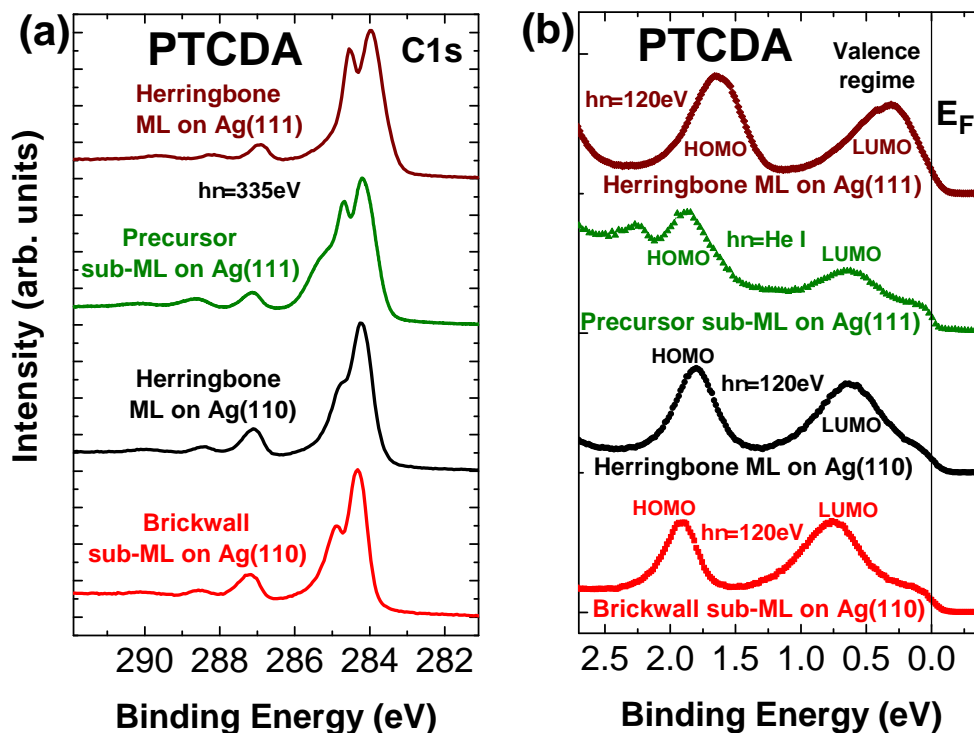 (a)
PTCDA
C1s
Herringbone
ML on Ag(111)
hn=335eV
Precursor
sub-ML on Ag(111)
Herringbone
ML on Ag(110)
Brickwall
sub-ML on Ag(110)
Intensity (arb. units)
290 288 286 284 282
Binding Energy (eV)
(b)
PTCDA
Valence
regime
hn=120eV
E_F
HOMO
LUMO
Herringbone ML on Ag(111)
hn=He I
HOMO
LUMO
Precursor sub-ML on Ag(111)
HOMO
hn=120eV
LUMO
Herringbone ML on Ag(110)
HOMO
LUMO
hn=120eV
Brickwall sub-ML on Ag(110)
2.5 2.0 1.5 1.0 0.5 0.0
Binding Energy (eV)